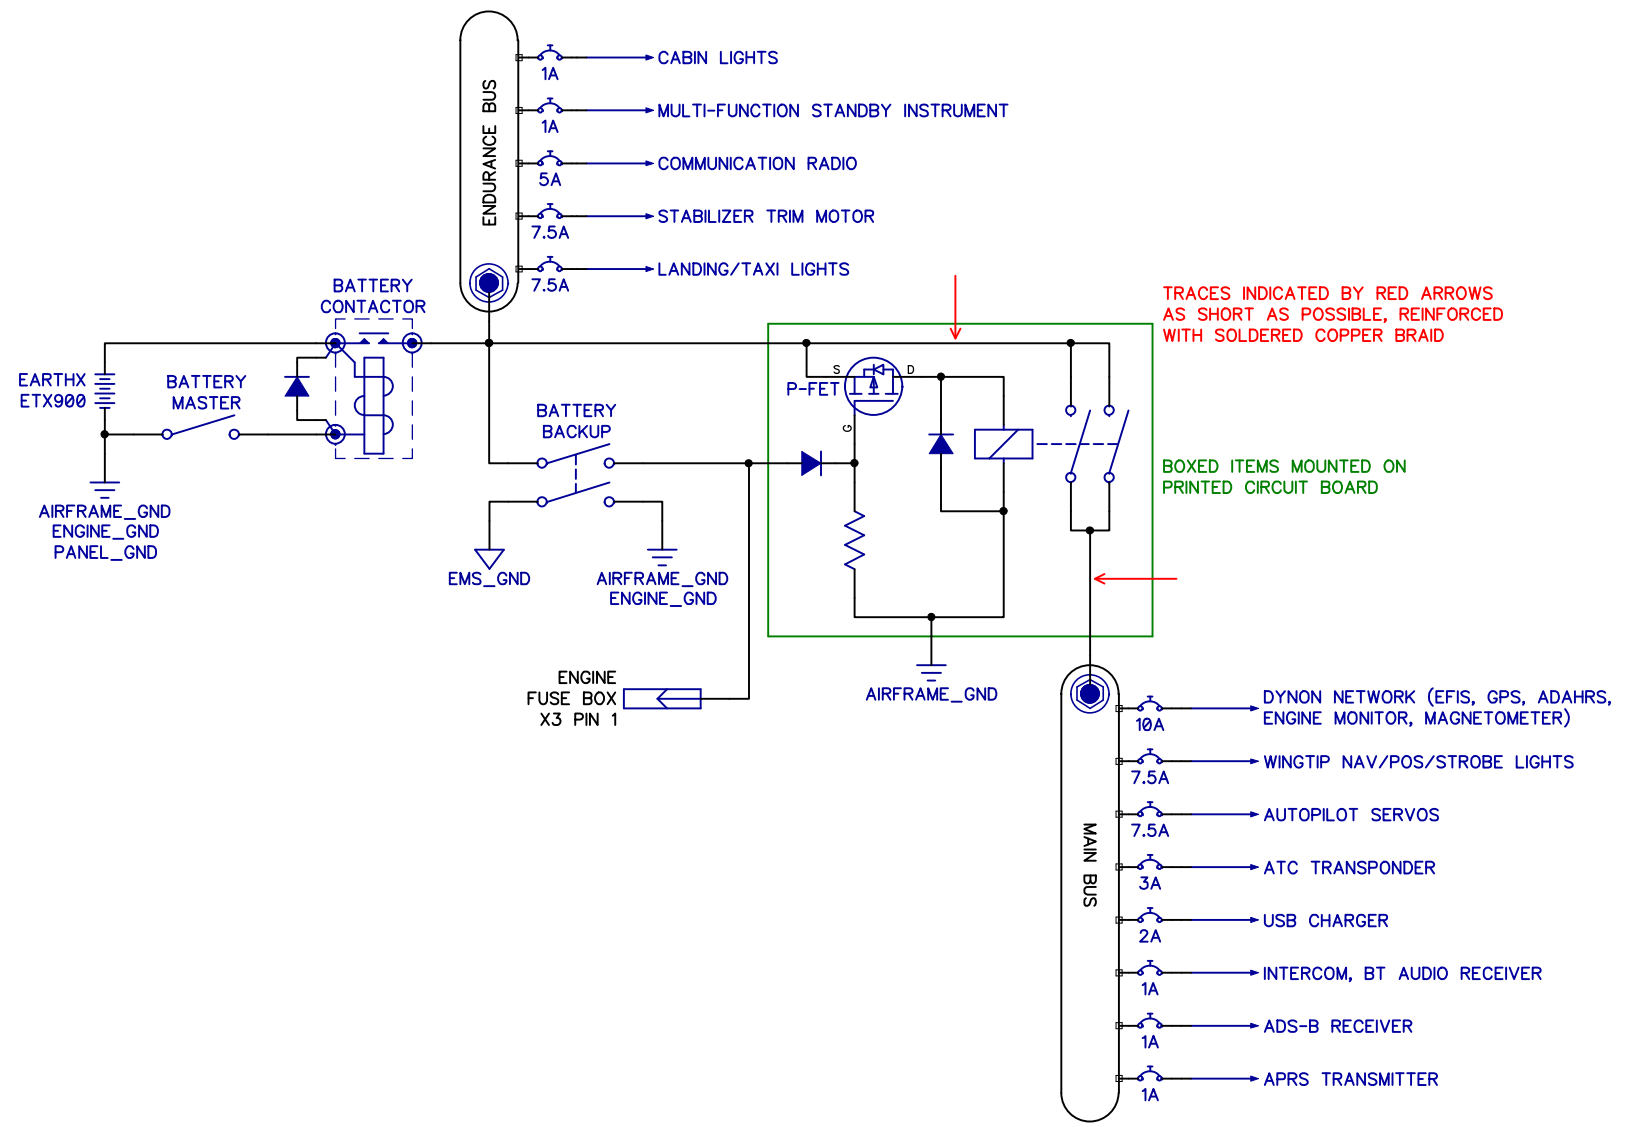 CABIN LIGHTS
1A
MULTI-FUNCTION STANDBY INSTRUMENT
1A
COMMUNICATION RADIO
5A
STABILIZER TRIM MOTOR
7.5A
LANDING/TAXI LIGHTS
7.5A
ENDURANCE BUS
BATTERY
CONTACTOR
EARTHX
ETX900
BATTERY
MASTER
AIRFRAME_GND
ENGINE_GND
PANEL_GND
BATTERY
BACKUP
EMS_GND
AIRFRAME_GND
ENGINE_GND
ENGINE
FUSE BOX
X3 PIN 1
P-FET
S
D
G
AIRFRAME_GND
TRACES INDICATED BY RED ARROWS
AS SHORT AS POSSIBLE, REINFORCED
WITH SOLDERED COPPER BRAID
BOXED ITEMS MOUNTED ON
PRINTED CIRCUIT BOARD
MAIN BUS
DYNON NETWORK (EFIS, GPS, ADAHRS,
ENGINE MONITOR, MAGNETOMETER)
10A
WINGTIP NAV/POS/STROBE LIGHTS
7.5A
AUTOPILOT SERVOS
7.5A
ATC TRANSPONDER
3A
USB CHARGER
2A
INTERCOM, BT AUDIO RECEIVER
1A
ADS-B RECEIVER
1A
APRS TRANSMITTER
1A